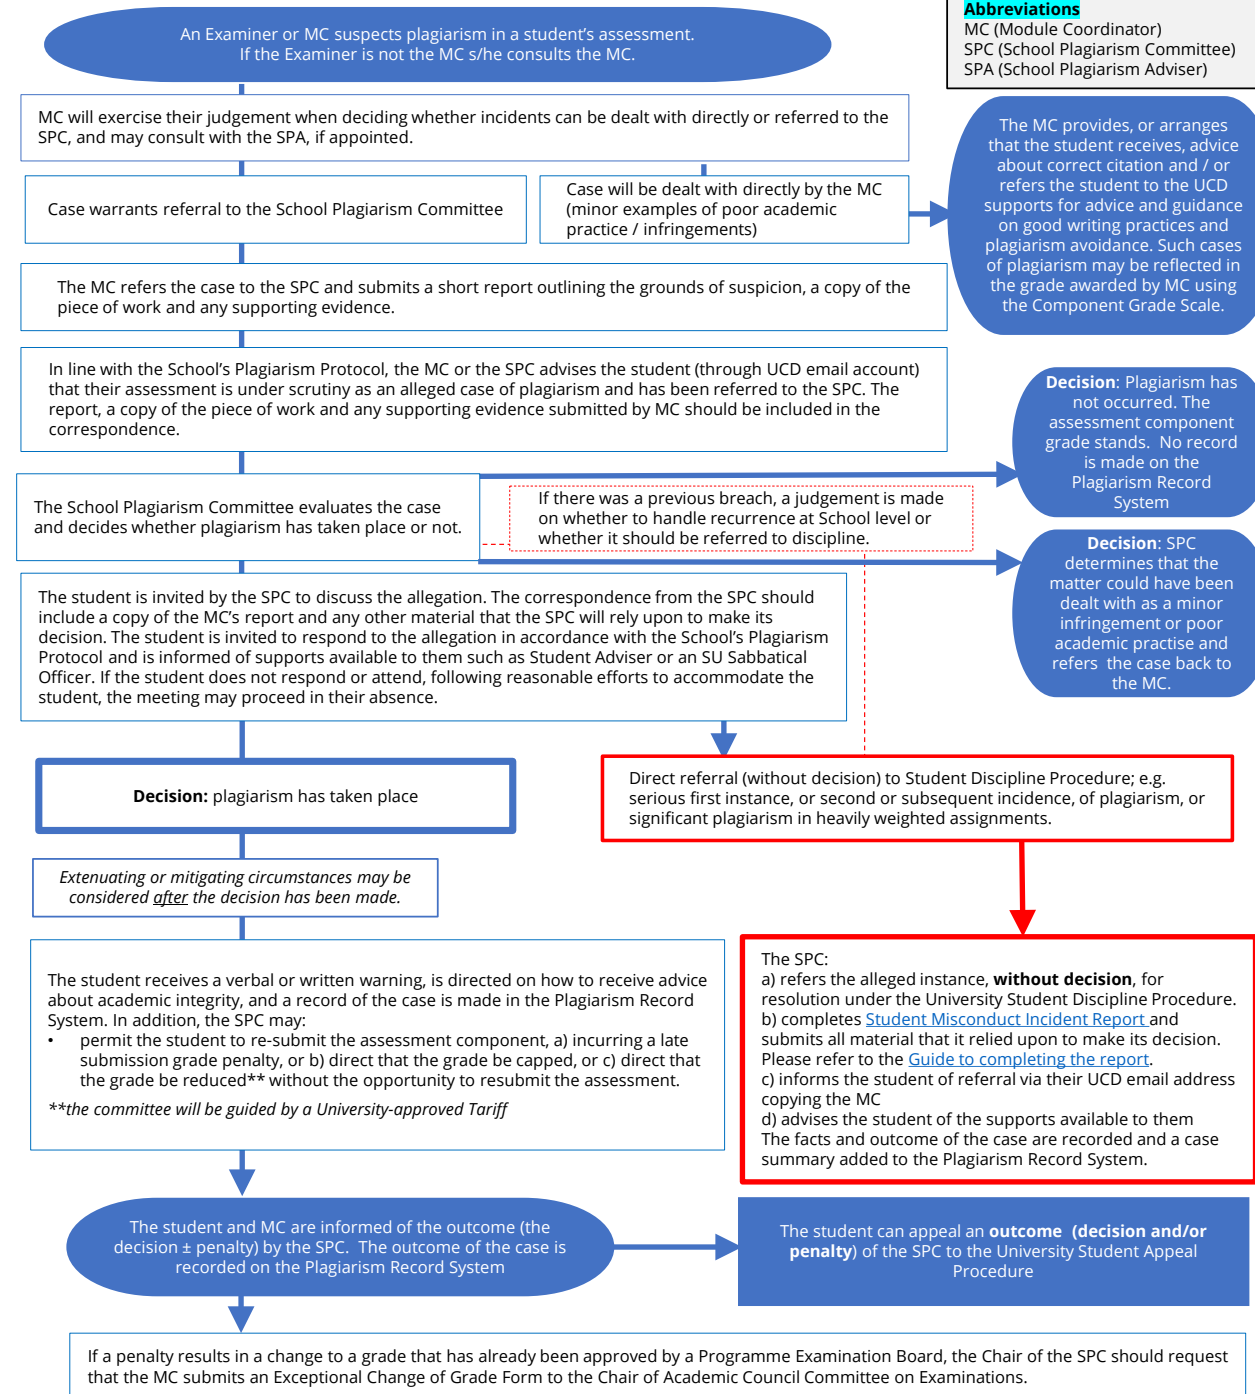 Abbreviations
MC (Module Coordinator)
SPC (School Plagiarism Committee)
SPA (School Plagiarism Adviser)
An Examiner or MC suspects plagiarism in a student’s assessment.
If the Examiner is not the MC s/he consults the MC.
MC will exercise their judgement when deciding whether incidents can be dealt with directly or referred to the
SPC, and may consult with the SPA, if appointed.
Case warrants referral to the School Plagiarism Committee
Case will be dealt with directly by the MC
(minor examples of poor academic
practice / infringements)
The MC provides, or arranges
that the student receives, advice
about correct citation and / or
refers the student to the UCD
supports for advice and guidance
on good writing practices and
plagiarism avoidance. Such cases
of plagiarism may be reflected in
the grade awarded by MC using
the Component Grade Scale.
The MC refers the case to the SPC and submits a short report outlining the grounds of suspicion, a copy of the
piece of work and any supporting evidence.
In line with the School’s Plagiarism Protocol, the MC or the SPC advises the student (through UCD email account)
that their assessment is under scrutiny as an alleged case of plagiarism and has been referred to the SPC. The
report, a copy of the piece of work and any supporting evidence submitted by MC should be included in the
correspondence.
Decision: Plagiarism has
not occurred. The
assessment component
grade stands. No record
is made on the
Plagiarism Record
System
The School Plagiarism Committee evaluates the case
and decides whether plagiarism has taken place or not.
If there was a previous breach, a judgement is made
on whether to handle recurrence at School level or
whether it should be referred to discipline.
Decision: SPC
determines that the
matter could have been
dealt with as a minor
infringement or poor
academic practise and
refers the case back to
the MC.
The student is invited by the SPC to discuss the allegation. The correspondence from the SPC should
include a copy of the MC’s report and any other material that the SPC will rely upon to make its
decision. The student is invited to respond to the allegation in accordance with the School’s Plagiarism
Protocol and is informed of supports available to them such as Student Adviser or an SU Sabbatical
Officer. If the student does not respond or attend, following reasonable efforts to accommodate the
student, the meeting may proceed in their absence.
Decision: plagiarism has taken place
Direct referral (without decision) to Student Discipline Procedure; e.g.
serious first instance, or second or subsequent incidence, of plagiarism, or
significant plagiarism in heavily weighted assignments.
Extenuating or mitigating circumstances may be
considered after the decision has been made.
The student receives a verbal or written warning, is directed on how to receive advice
about academic integrity, and a record of the case is made in the Plagiarism Record
System. In addition, the SPC may:
• permit the student to re-submit the assessment component, a) incurring a late
submission grade penalty, or b) direct that the grade be capped, or c) direct that
the grade be reduced** without the opportunity to resubmit the assessment.
**the committee will be guided by a University-approved Tariff
The SPC:
a) refers the alleged instance, without decision, for
resolution under the University Student Discipline Procedure.
b) completes Student Misconduct Incident Report and
submits all material that it relied upon to make its decision.
Please refer to the Guide to completing the report.
c) informs the student of referral via their UCD email address
copying the MC
d) advises the student of the supports available to them
The facts and outcome of the case are recorded and a case
summary added to the Plagiarism Record System.
The student and MC are informed of the outcome (the
decision ± penalty) by the SPC. The outcome of the case is
recorded on the Plagiarism Record System
The student can appeal an outcome (decision and/or
penalty) of the SPC to the University Student Appeal
Procedure
If a penalty results in a change to a grade that has already been approved by a Programme Examination Board, the Chair of the SPC should request
that the MC submits an Exceptional Change of Grade Form to the Chair of Academic Council Committee on Examinations.